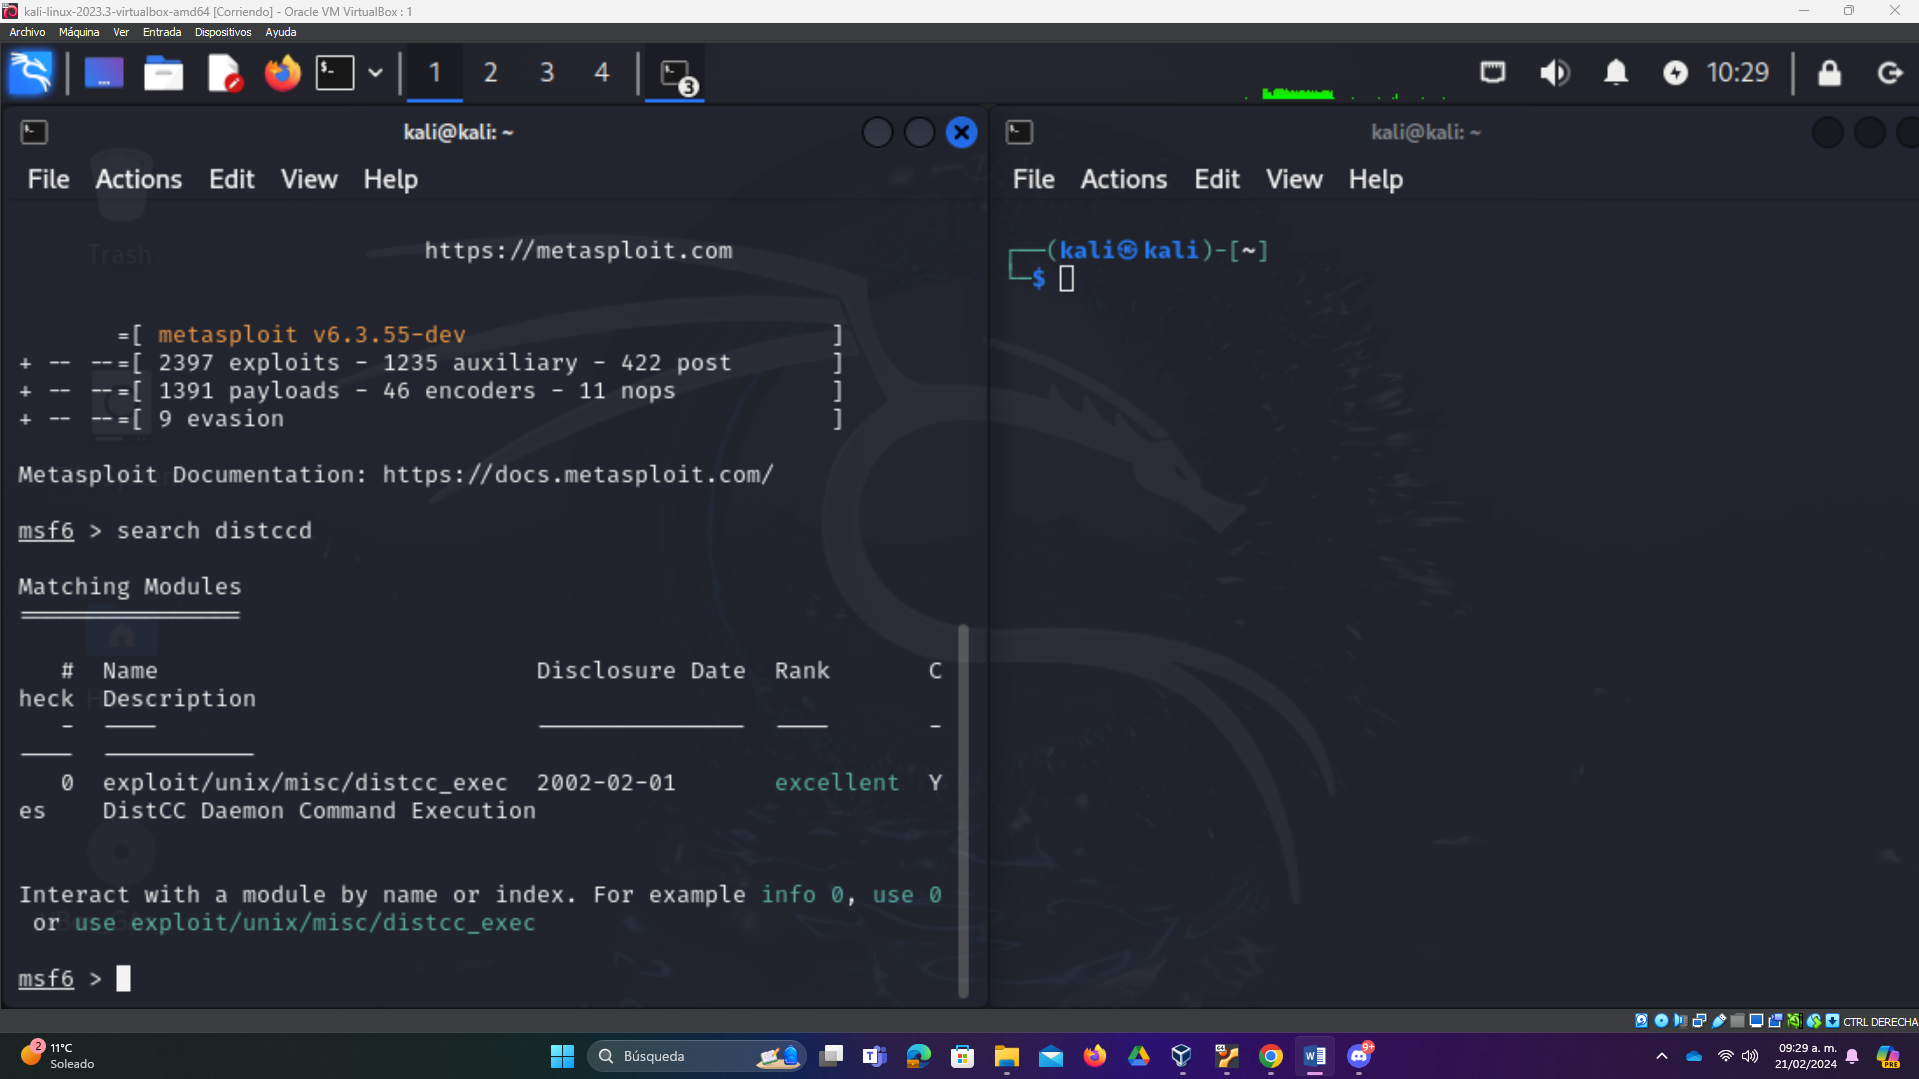 kali-linux-2023.3-virtualbox-amd64 [Corriendo] - Oracle VM VirtualBox : 1
Archivo Máquina Ver Entrada Dispositivos Ayuda
1 2 3 4 3 10:29
kali@kali: ~
File Actions Edit View Help
Trash
https://metasploit.com
=[ metasploit v6.3.55-dev ]
+ -- --=[ 2397 exploits - 1235 auxiliary - 422 post ]
+ -- --=[ 1391 payloads - 46 encoders - 11 nops ]
+ -- --=[ 9 evasion ]
Metasploit Documentation: https://docs.metasploit.com/
msf6 > search distccd
Matching Modules
================
# Name Disclosure Date Rank C
heck Description
- ---- --------------- ---- -
---- -----------
0 exploit/unix/misc/distcc_exec 2002-02-01 excellent Y
es DistCC Daemon Command Execution
Interact with a module by name or index. For example info 0, use 0
or use exploit/unix/misc/distcc_exec
msf6 >
kali@kali: ~
File Actions Edit View Help
┌──(kali㉿kali)-[~]
└─$
CTRL DERECHA
2
11°C
Soleado
Búsqueda
9+
09:29 a. m.
21/02/2024
PRE